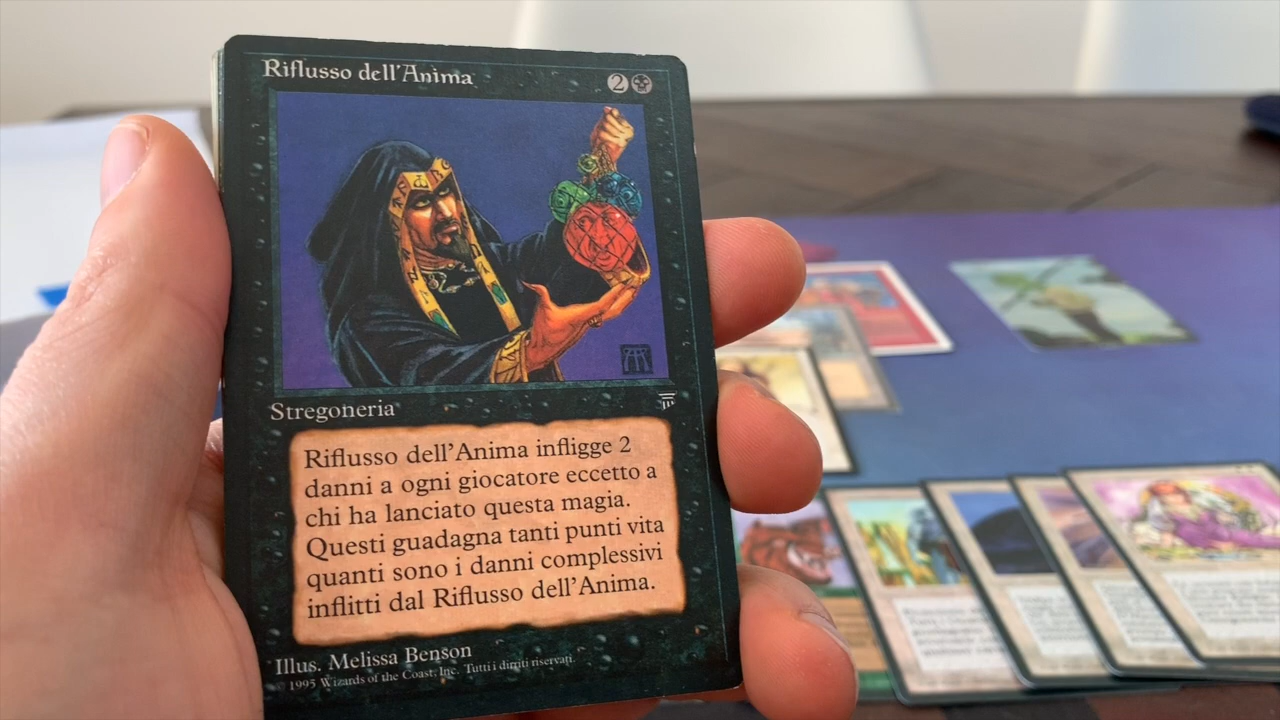 Riflusso dell'Anima
2
Stregoneria
Riflusso dell'Anima infligge 2
danni a ogni giocatore eccetto a
chi ha lanciato questa magia.
Questi guadagna tanti punti vita
quanti sono i danni complessivi
inflitti dal Riflusso dell'Anima.
Illus. Melissa Benson
© 1995 Wizards of the Coast, Inc. Tutti i diritti riservati.